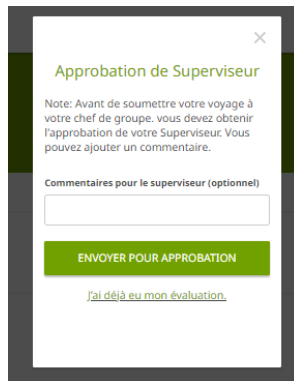 Approbation de Superviseur
Note: Avant de soumettre votre voyage à
votre chef de groupe. vous devez obtenir
l'approbation de votre Superviseur. Vous
pouvez ajouter un commentaire.
Commentaires pour le superviseur (optionnel)
ENVOYER POUR APPROBATION
J'ai déjà eu mon évaluation.